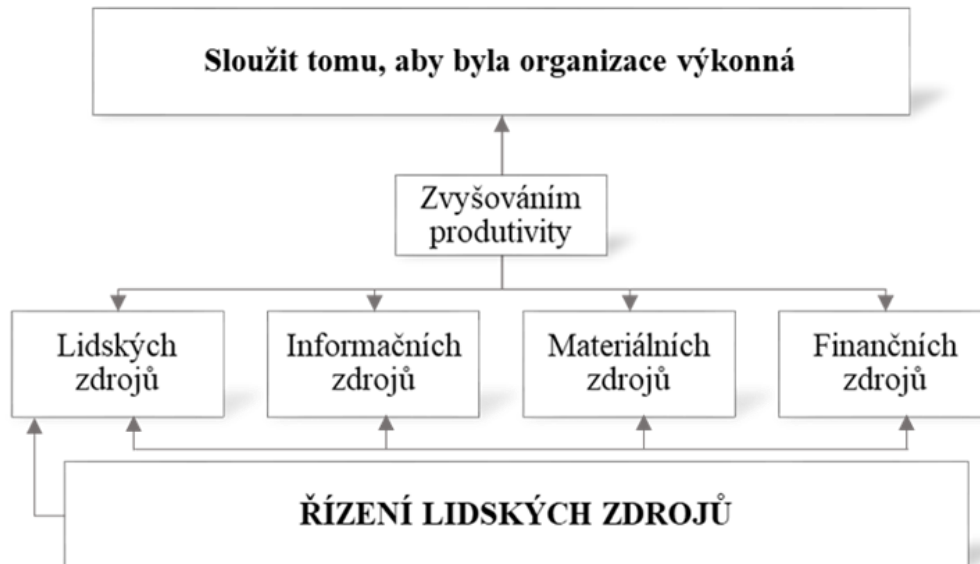 Sloužit tomu, aby byla organizace výkonná
Zvyšováním
produtivity
Lidských
zdrojů
Informačních
zdrojů
Materiálních
zdrojů
Finančních
zdrojů
ŘÍZENÍ LIDSKÝCH ZDROJŮ